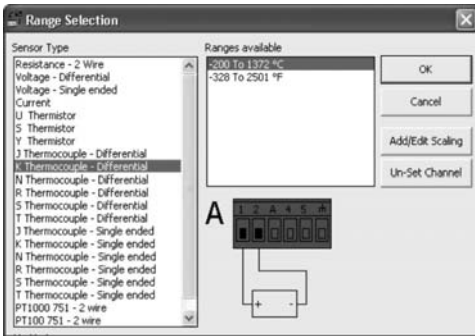 Range Selection
Sensor Type
Resistance - 2 Wire
Voltage - Differential
Voltage - Single ended
Current
U Thermistor
S Thermistor
Y Thermistor
J Thermocouple - Differential
K Thermocouple - Differential
N Thermocouple - Differential
R Thermocouple - Differential
S Thermocouple - Differential
T Thermocouple - Differential
J Thermocouple - Single ended
K Thermocouple - Single ended
N Thermocouple - Single ended
R Thermocouple - Single ended
S Thermocouple - Single ended
T Thermocouple - Single ended
PT1000 751 - 2 wire
PT100 751 - 2 wire
Ranges available
-200 To 1372 °C
-328 To 2501 °F
OK
Cancel
Add/Edit Scaling
Un-Set Channel
A
1 2 A 4 5
+ -